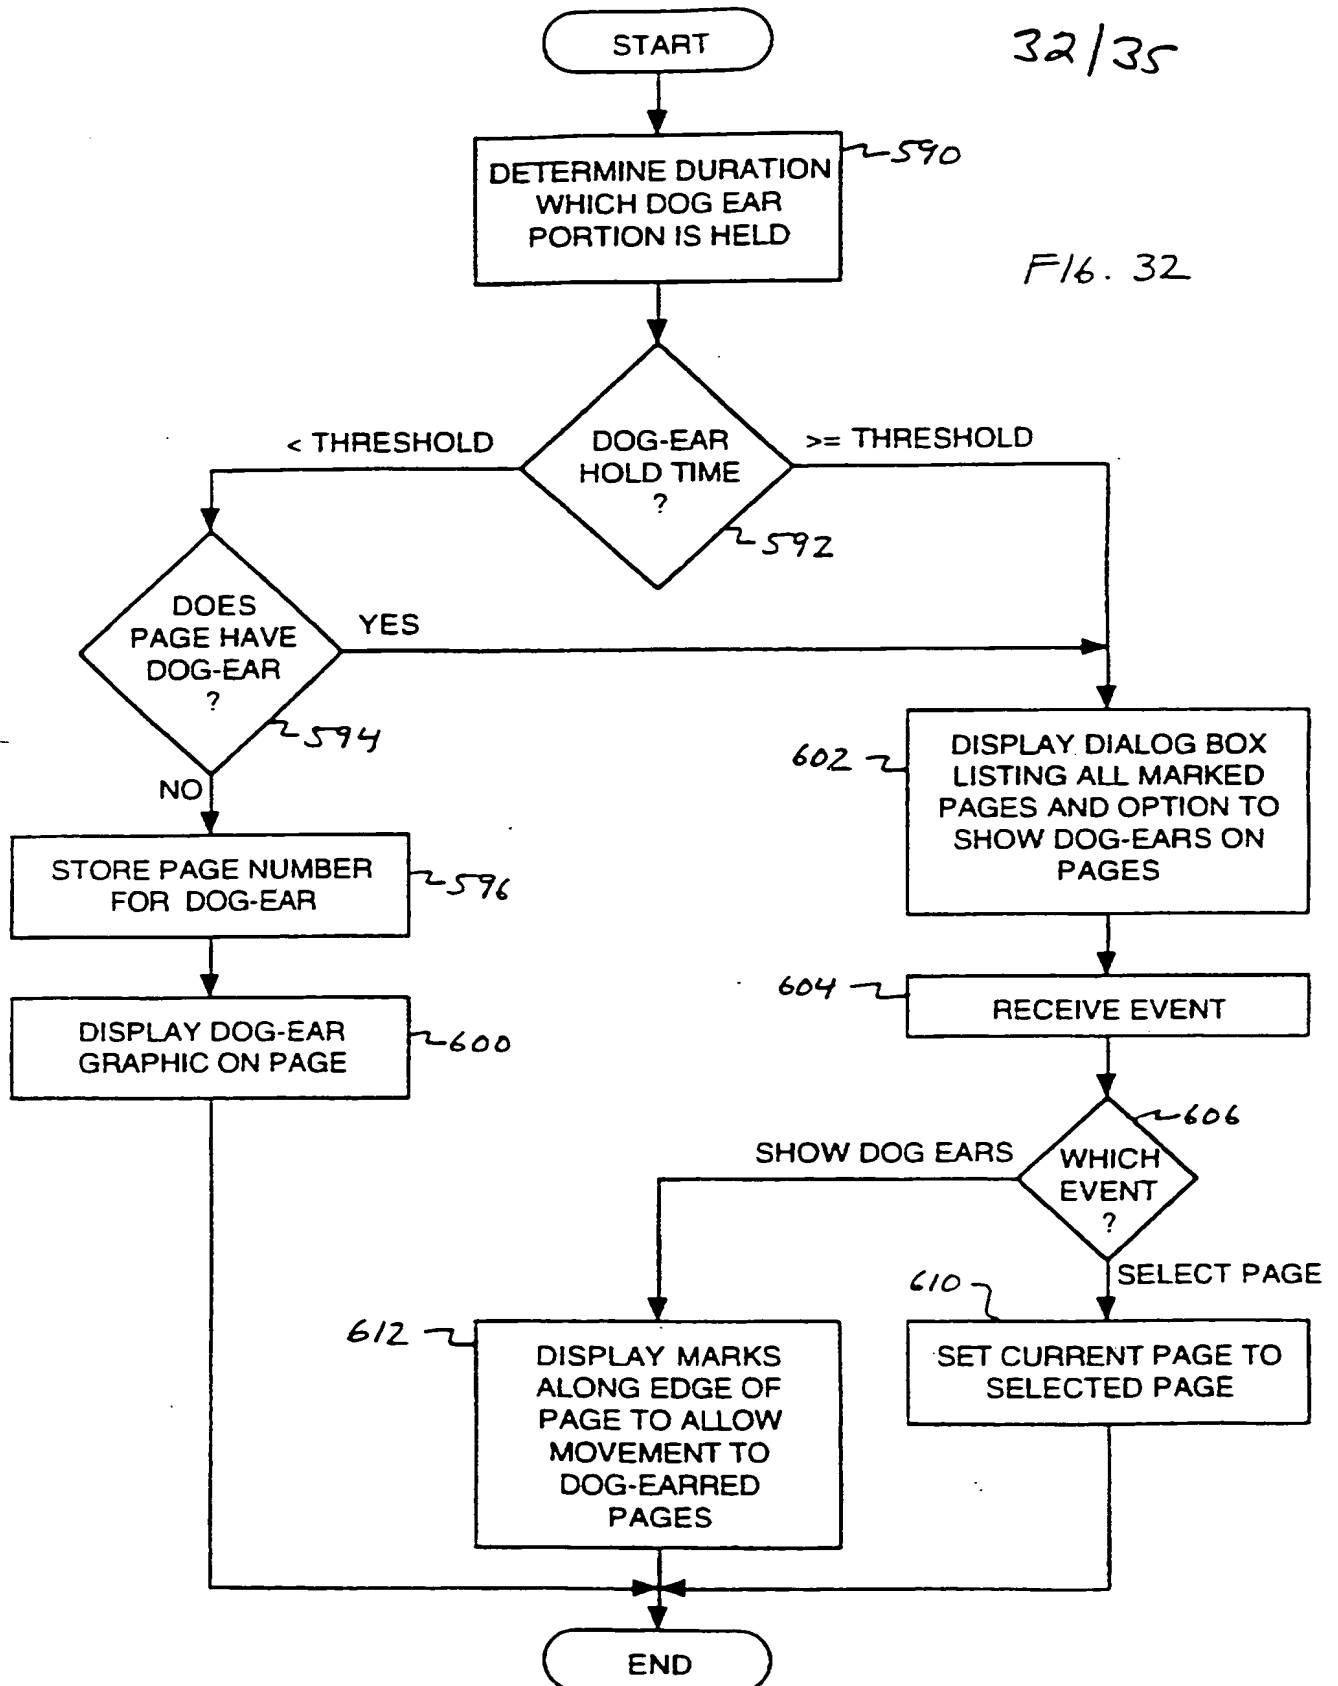 START
32/35
DETERMINE DURATION
WHICH DOG EAR
PORTION IS HELD
590
FIG. 32
< THRESHOLD
DOG-EAR
HOLD TIME
?
>= THRESHOLD
592
DOES
PAGE HAVE
DOG-EAR
?
YES
594
NO
602
DISPLAY DIALOG BOX
LISTING ALL MARKED
PAGES AND OPTION TO
SHOW DOG-EARS ON
PAGES
STORE PAGE NUMBER
FOR DOG-EAR
596
604
RECEIVE EVENT
DISPLAY DOG-EAR
GRAPHIC ON PAGE
600
606
SHOW DOG EARS
WHICH
EVENT
?
SELECT PAGE
610
612
DISPLAY MARKS
ALONG EDGE OF
PAGE TO ALLOW
MOVEMENT TO
DOG-EARRED
PAGES
SET CURRENT PAGE TO
SELECTED PAGE
END